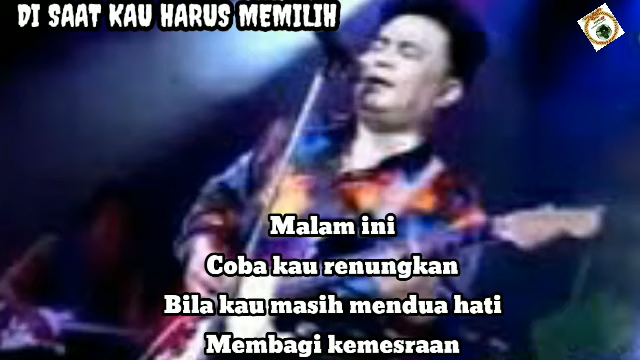 DI SAAT KAU HARUS MEMILIH
Malam ini
Coba kau renungkan
Bila kau masih mendua hati
Membagi kemesraan